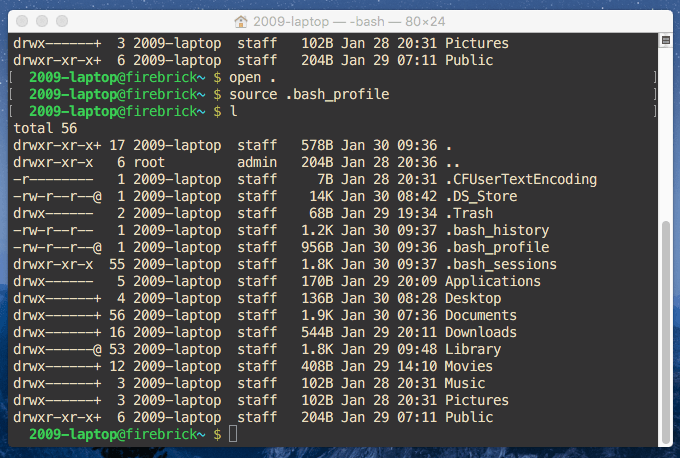 2009-laptop — -bash — 80×24
drwx------+  3 2009-laptop  staff   102B Jan 28 20:31 Pictures
drwxr-xr-x+  6 2009-laptop  staff   204B Jan 29 07:11 Public
[  2009-laptop@firebrick~ $ open .                                              ]
[  2009-laptop@firebrick~ $ source .bash_profile                                ]
[  2009-laptop@firebrick~ $ l                                                   ]
total 56
drwxr-xr-x+ 17 2009-laptop  staff   578B Jan 30 09:36 .
drwxr-xr-x   6 root         admin   204B Jan 28 20:36 ..
-r--------   1 2009-laptop  staff     7B Jan 28 20:31 .CFUserTextEncoding
-rw-r--r--@  1 2009-laptop  staff    14K Jan 30 08:42 .DS_Store
drwx------   2 2009-laptop  staff    68B Jan 29 19:34 .Trash
-rw-r--r--   1 2009-laptop  staff   1.2K Jan 30 09:37 .bash_history
-rw-r--r--@  1 2009-laptop  staff   956B Jan 30 09:36 .bash_profile
drwxr-xr-x  55 2009-laptop  staff   1.8K Jan 30 09:37 .bash_sessions
drwx------   5 2009-laptop  staff   170B Jan 29 20:09 Applications
drwx------+  4 2009-laptop  staff   136B Jan 30 08:28 Desktop
drwx------+ 56 2009-laptop  staff   1.9K Jan 30 07:36 Documents
drwx------+ 16 2009-laptop  staff   544B Jan 29 20:11 Downloads
drwx------@ 53 2009-laptop  staff   1.8K Jan 29 09:48 Library
drwx------+ 12 2009-laptop  staff   408B Jan 29 14:10 Movies
drwx------+  3 2009-laptop  staff   102B Jan 28 20:31 Music
drwx------+  3 2009-laptop  staff   102B Jan 28 20:31 Pictures
drwxr-xr-x+  6 2009-laptop  staff   204B Jan 29 07:11 Public
2009-laptop@firebrick~ $